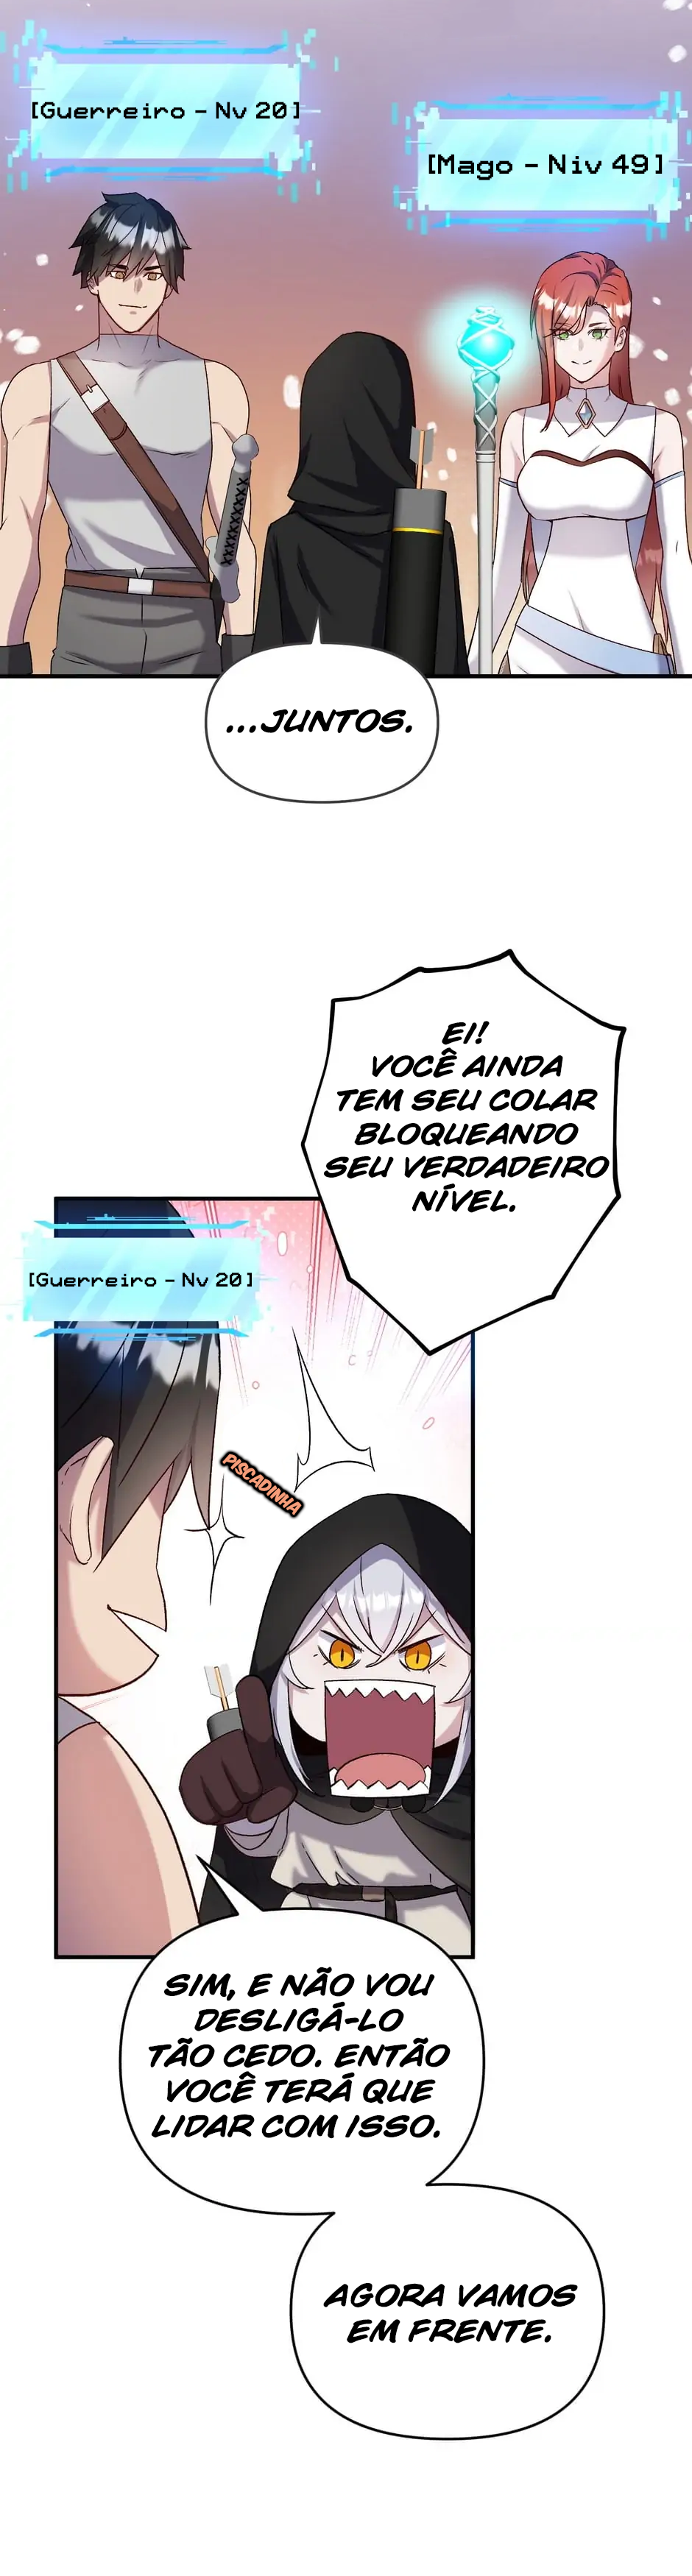 [Guerreiro - Nv 20]
[Mago - Niv 49]
...JUNTOS.
EI!
VOCÊ AINDA
TEM SEU COLAR
BLOQUEANDO
SEU VERDADEIRO
NÍVEL.
[Guerreiro - Nv 20]
PISCADINHA
SIM, E NÃO VOU
DESLIGÁ-LO
TÃO CEDO. ENTÃO
VOCÊ TERÁ QUE
LIDAR COM ISSO.
AGORA VAMOS
EM FRENTE.